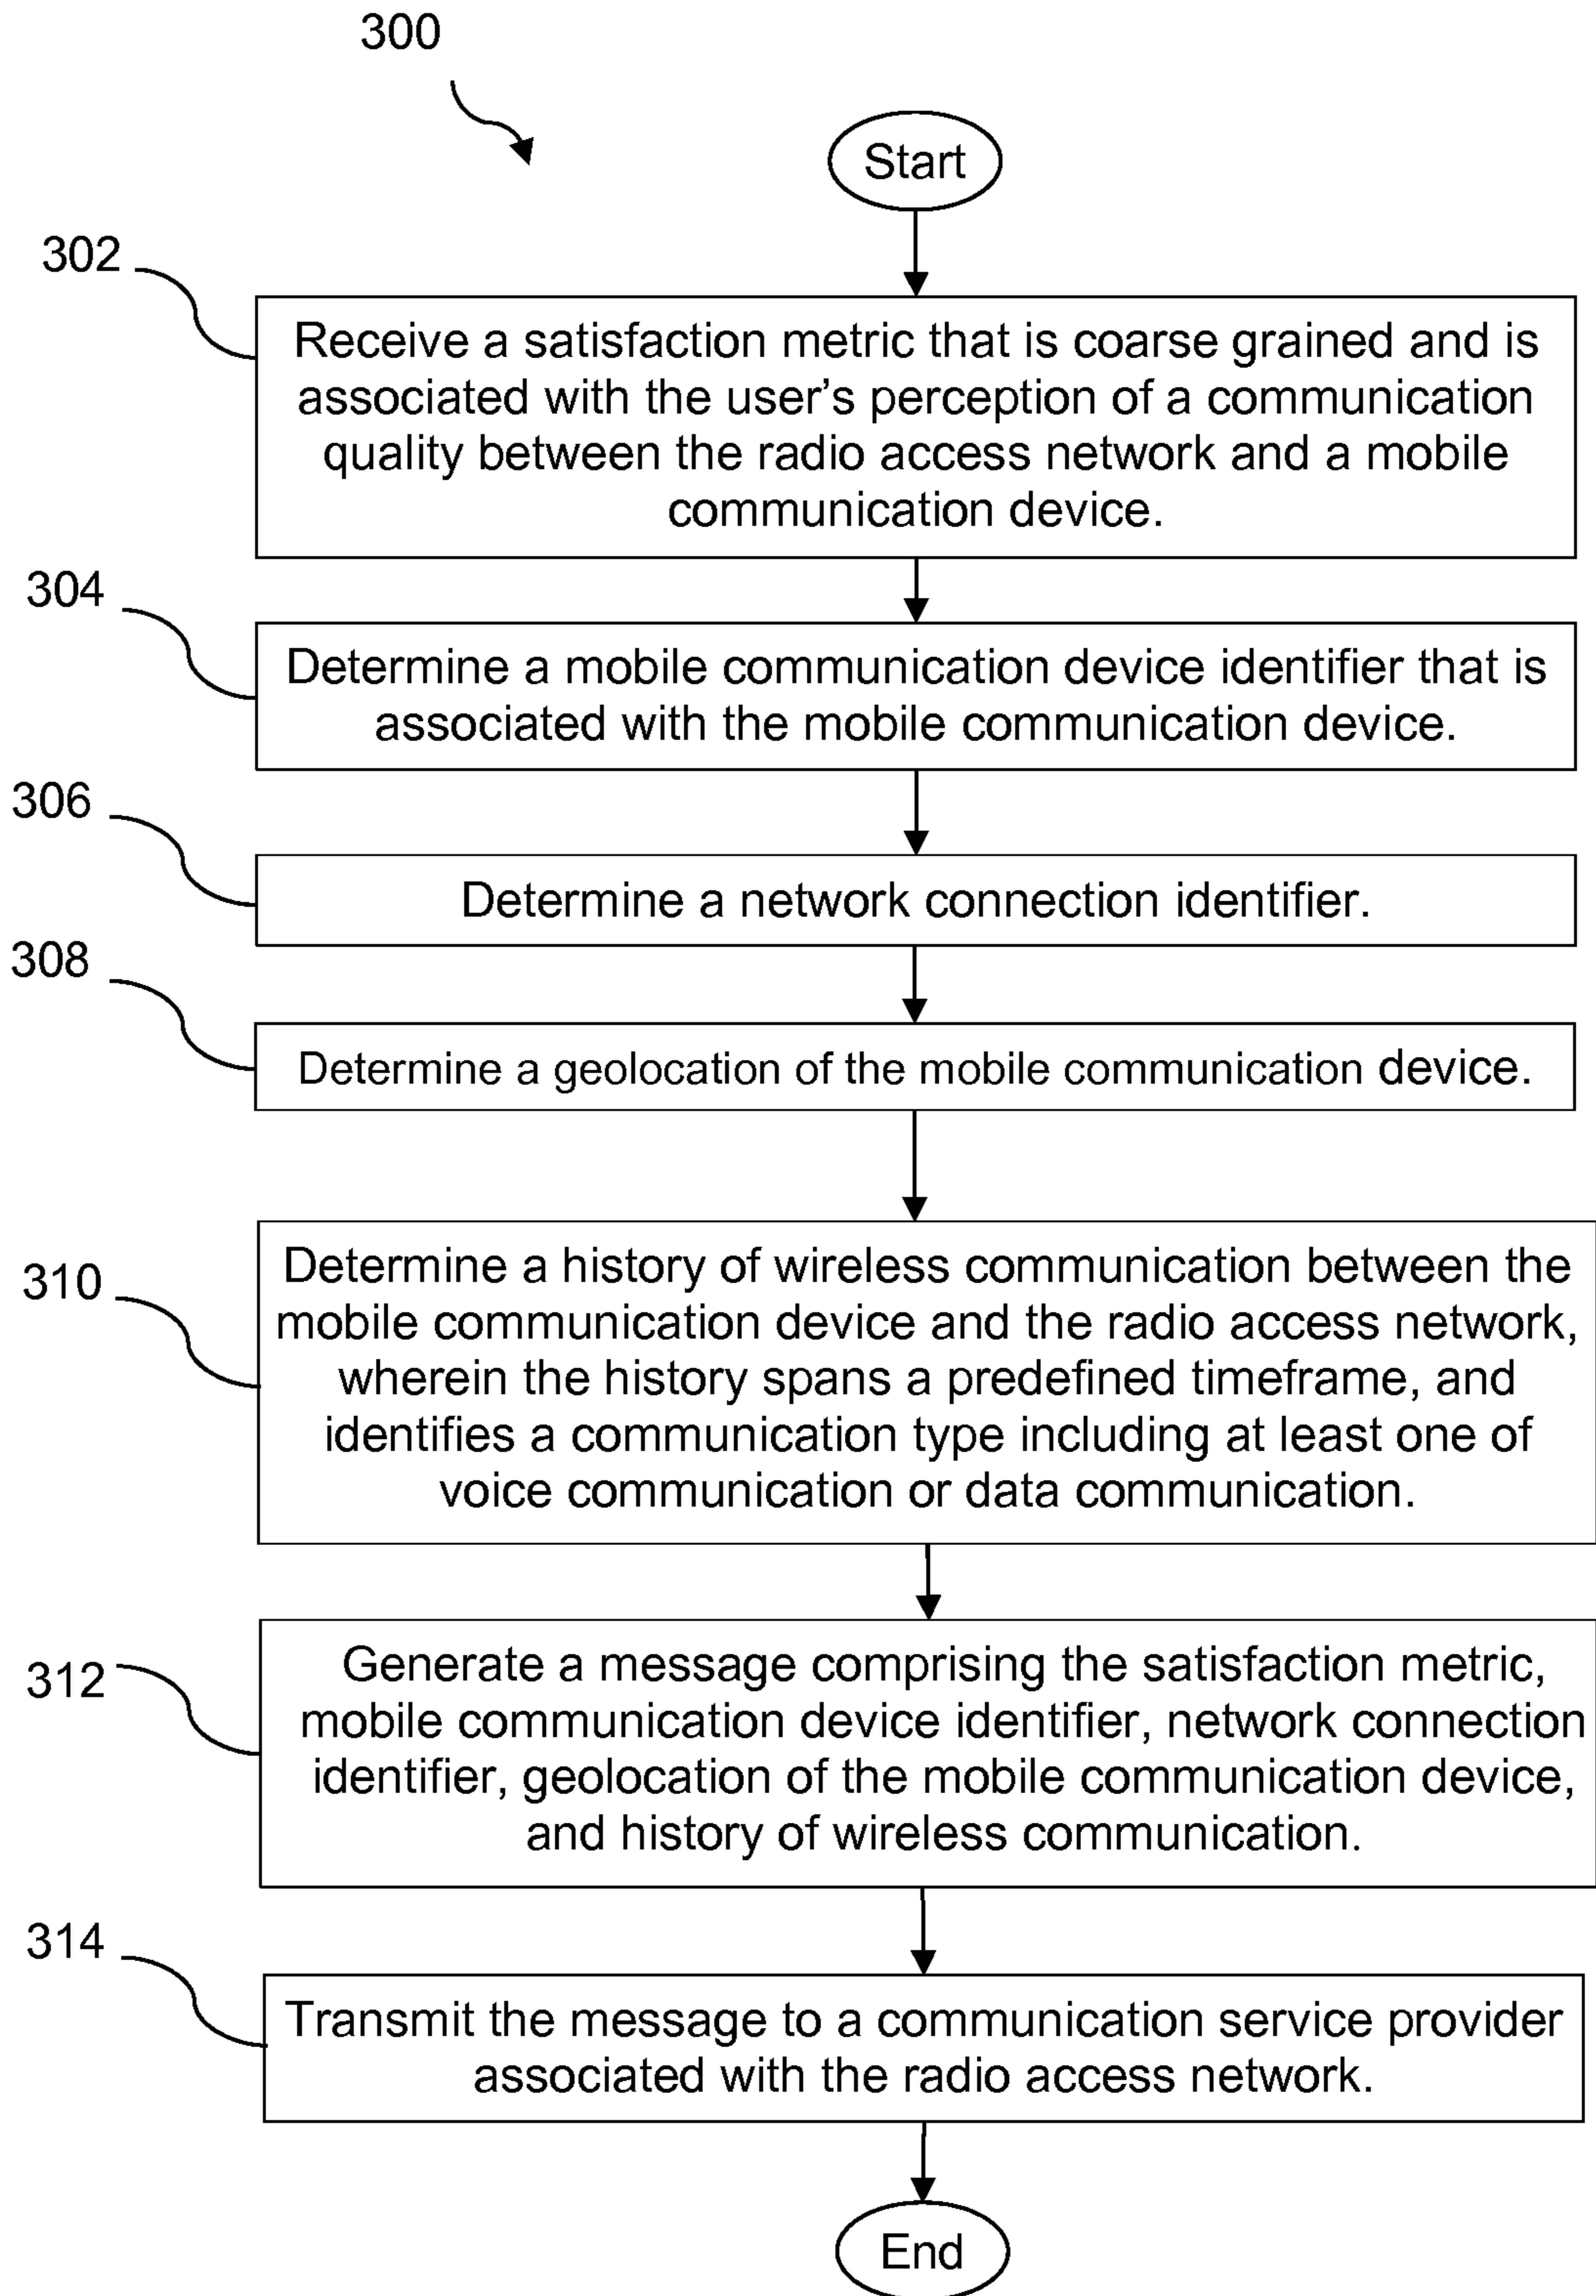 300
Start
302
Receive a satisfaction metric that is coarse grained and is
associated with the user's perception of a communication
quality between the radio access network and a mobile
communication device.
304
Determine a mobile communication device identifier that is
associated with the mobile communication device.
306
Determine a network connection identifier.
308
Determine a geolocation of the mobile communication device.
310
Determine a history of wireless communication between the
mobile communication device and the radio access network,
wherein the history spans a predefined timeframe, and
identifies a communication type including at least one of
voice communication or data communication.
312
Generate a message comprising the satisfaction metric,
mobile communication device identifier, network connection
identifier, geolocation of the mobile communication device,
and history of wireless communication.
314
Transmit the message to a communication service provider
associated with the radio access network.
End